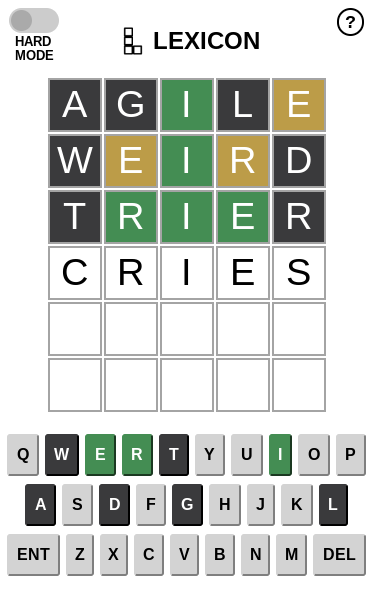 HARD
MODE
LEXICON
?
A G I L E
W E I R D
T R I E R
C R I E S
Q W E R T Y U I O P
A S D F G H J K L
ENT Z X C V B N M DEL